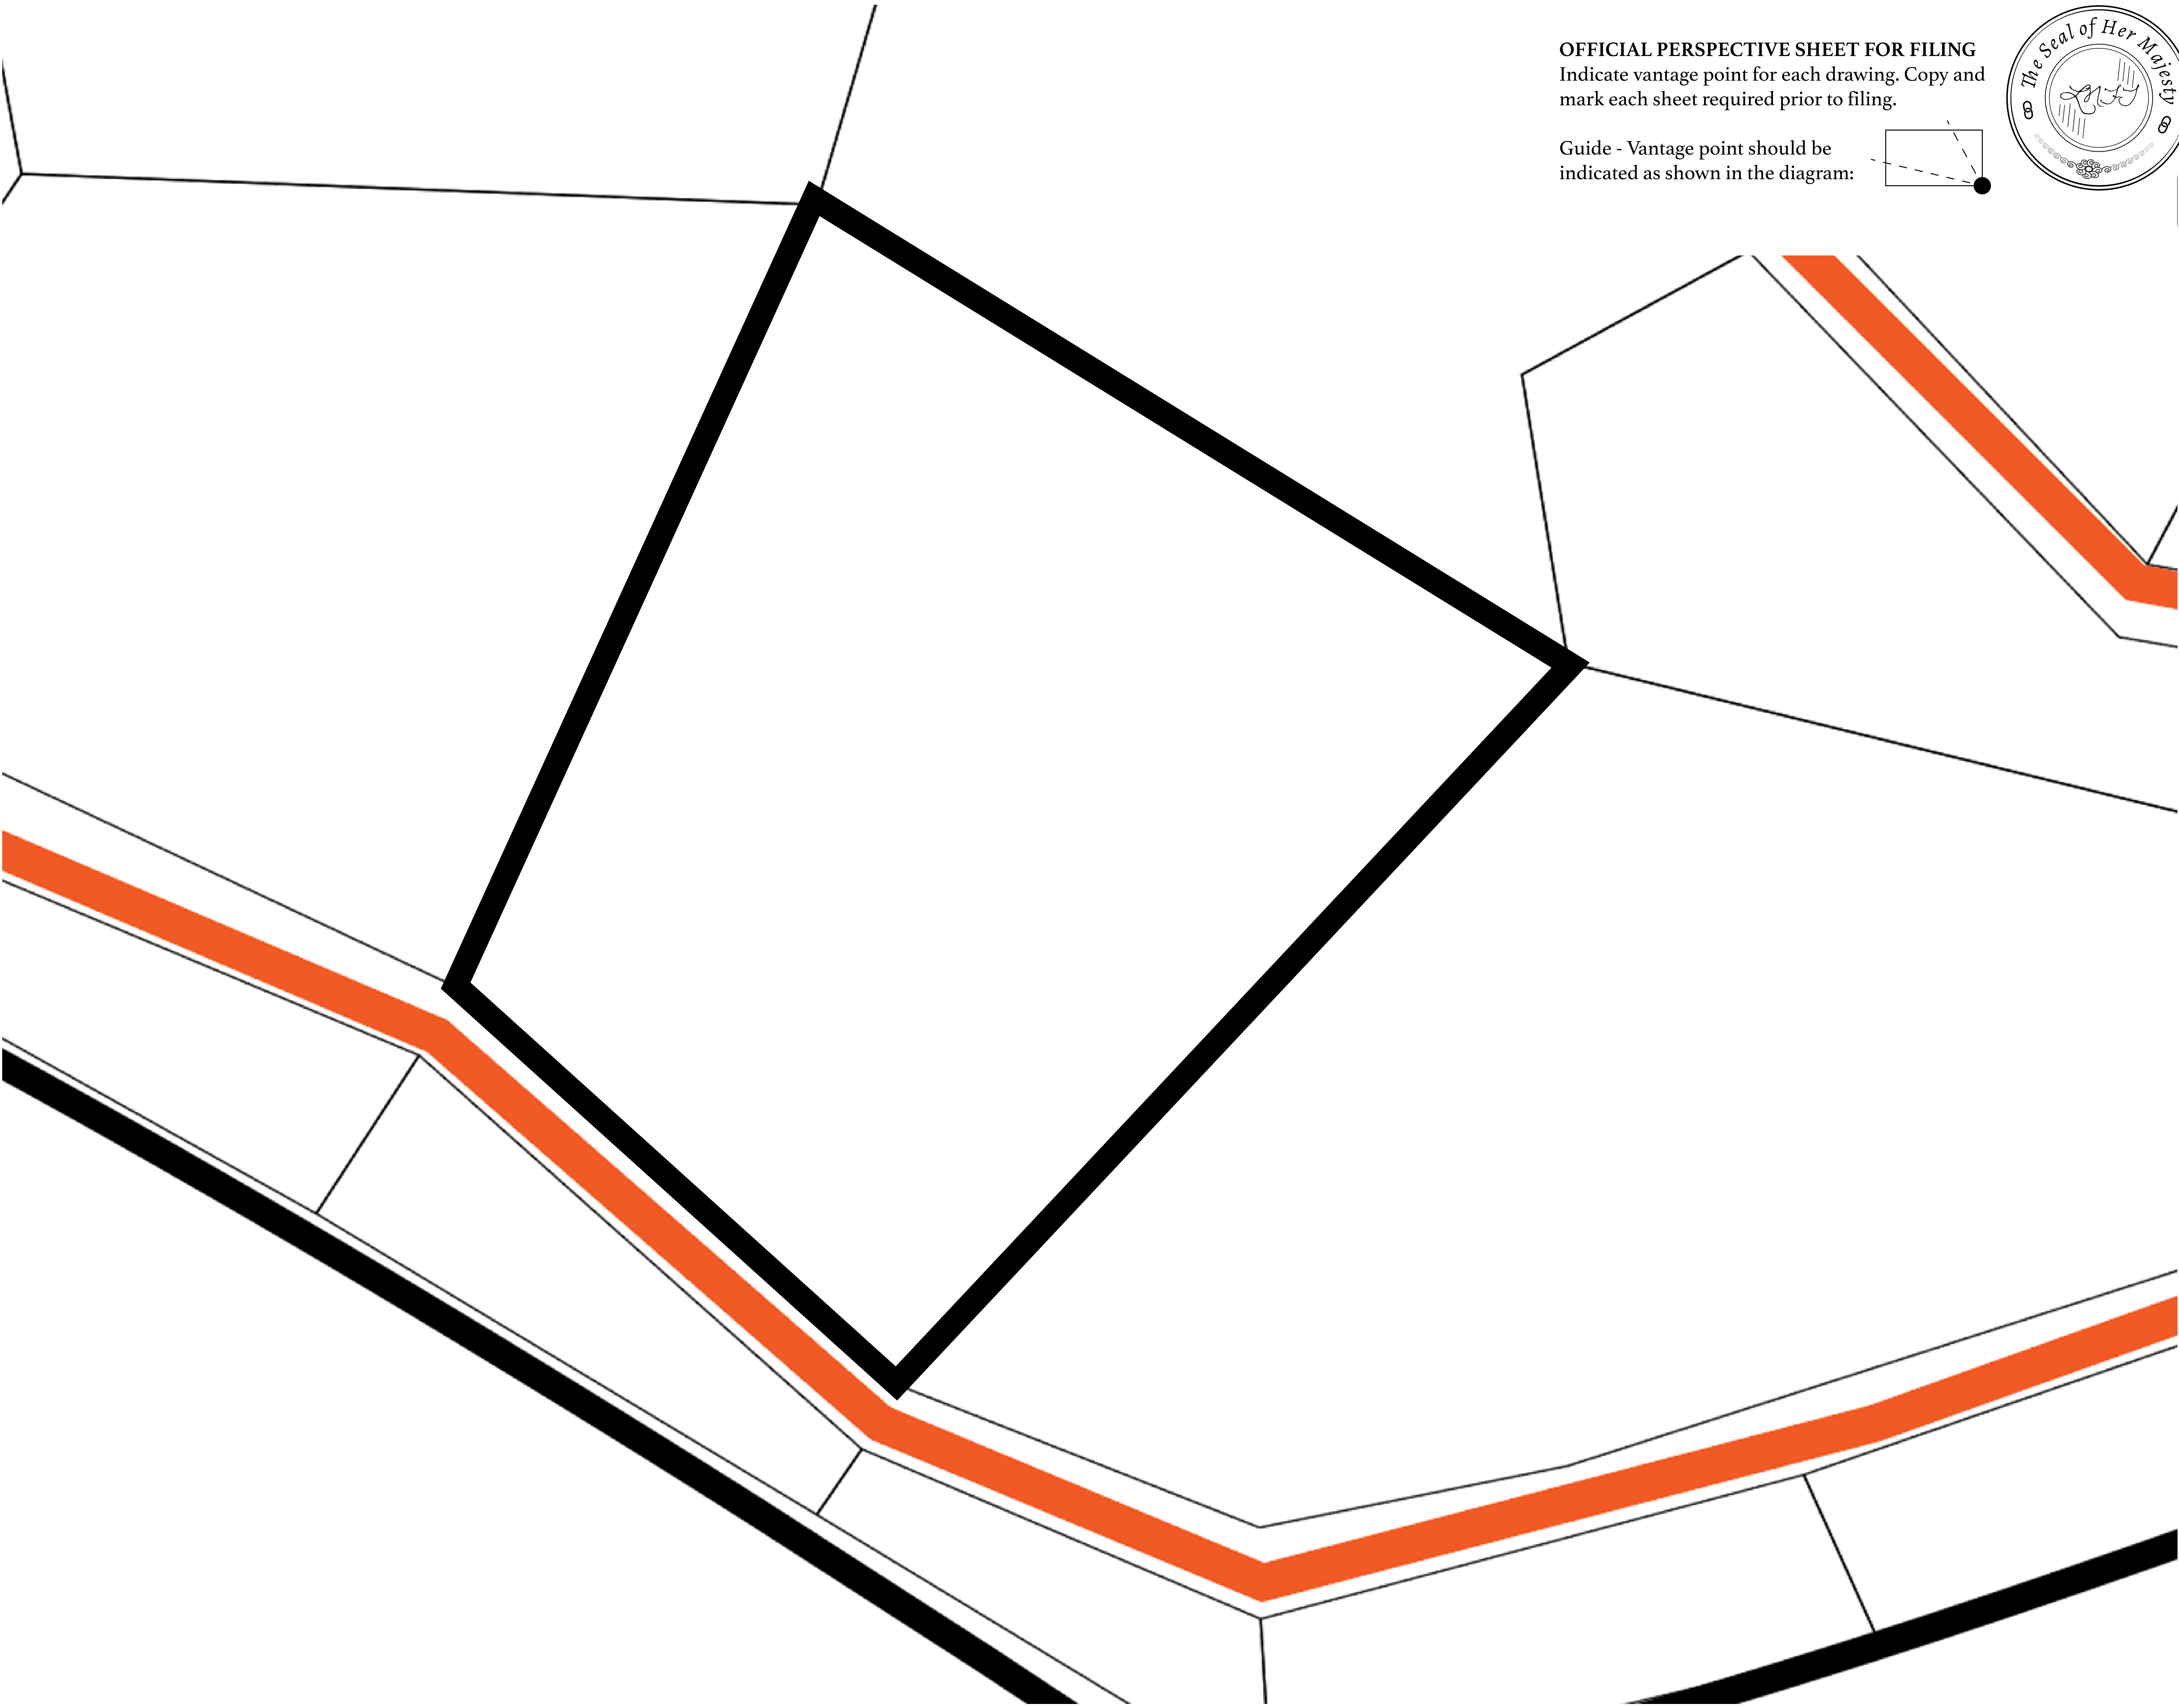 OFFICIAL PERSPECTIVE SHEET FOR FILING
Indicate vantage point for each drawing. Copy and
mark each sheet required prior to filing.
Guide - Vantage point should be
indicated as shown in the diagram:
The Seal of Her Majesty